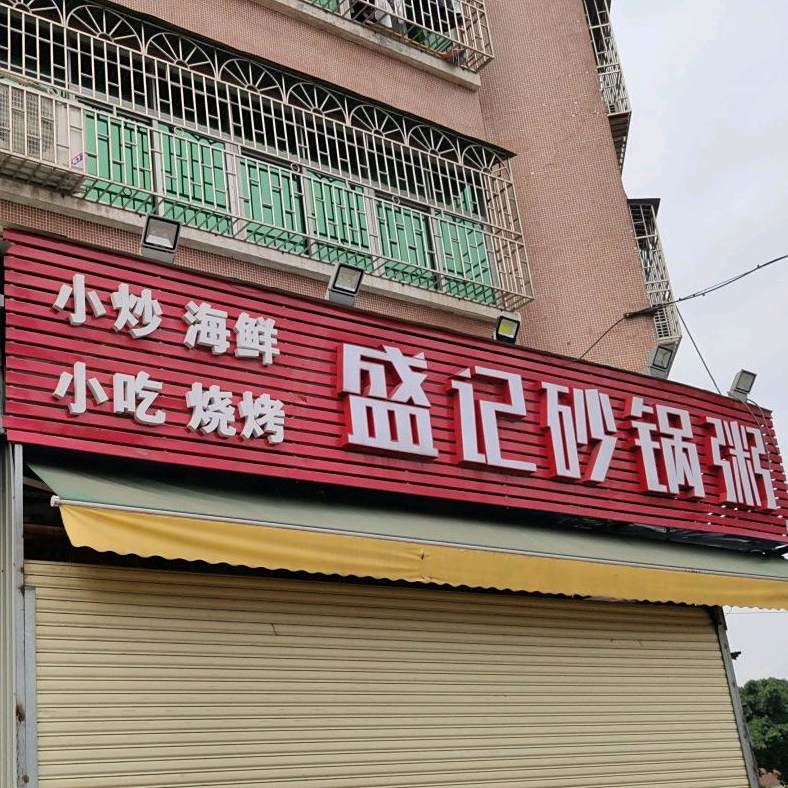 小炒 海鲜
小吃 烧烤
盛记砂锅粥